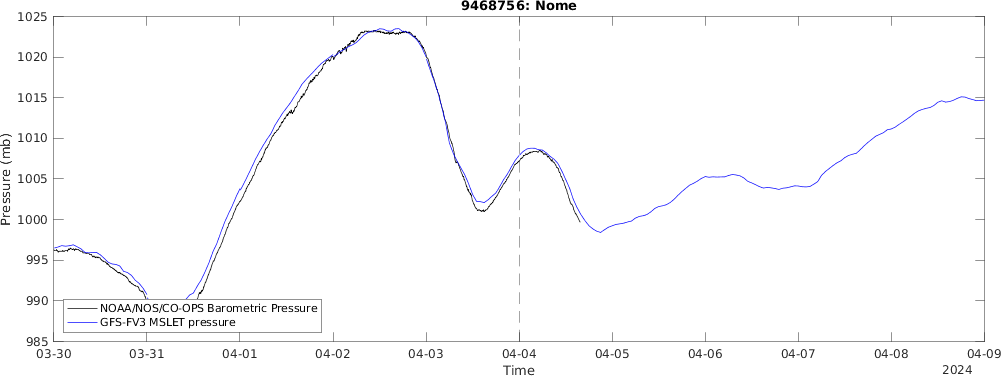 9468756: Nome
1025
1020
1015
1010
1005
1000
995
990
985
Pressure (mb)
NOAA/NOS/CO-OPS Barometric Pressure
GFS-FV3 MSLET pressure
03-30 03-31 04-01 04-02 04-03 04-04 04-05 04-06 04-07 04-08 04-09
Time
2024